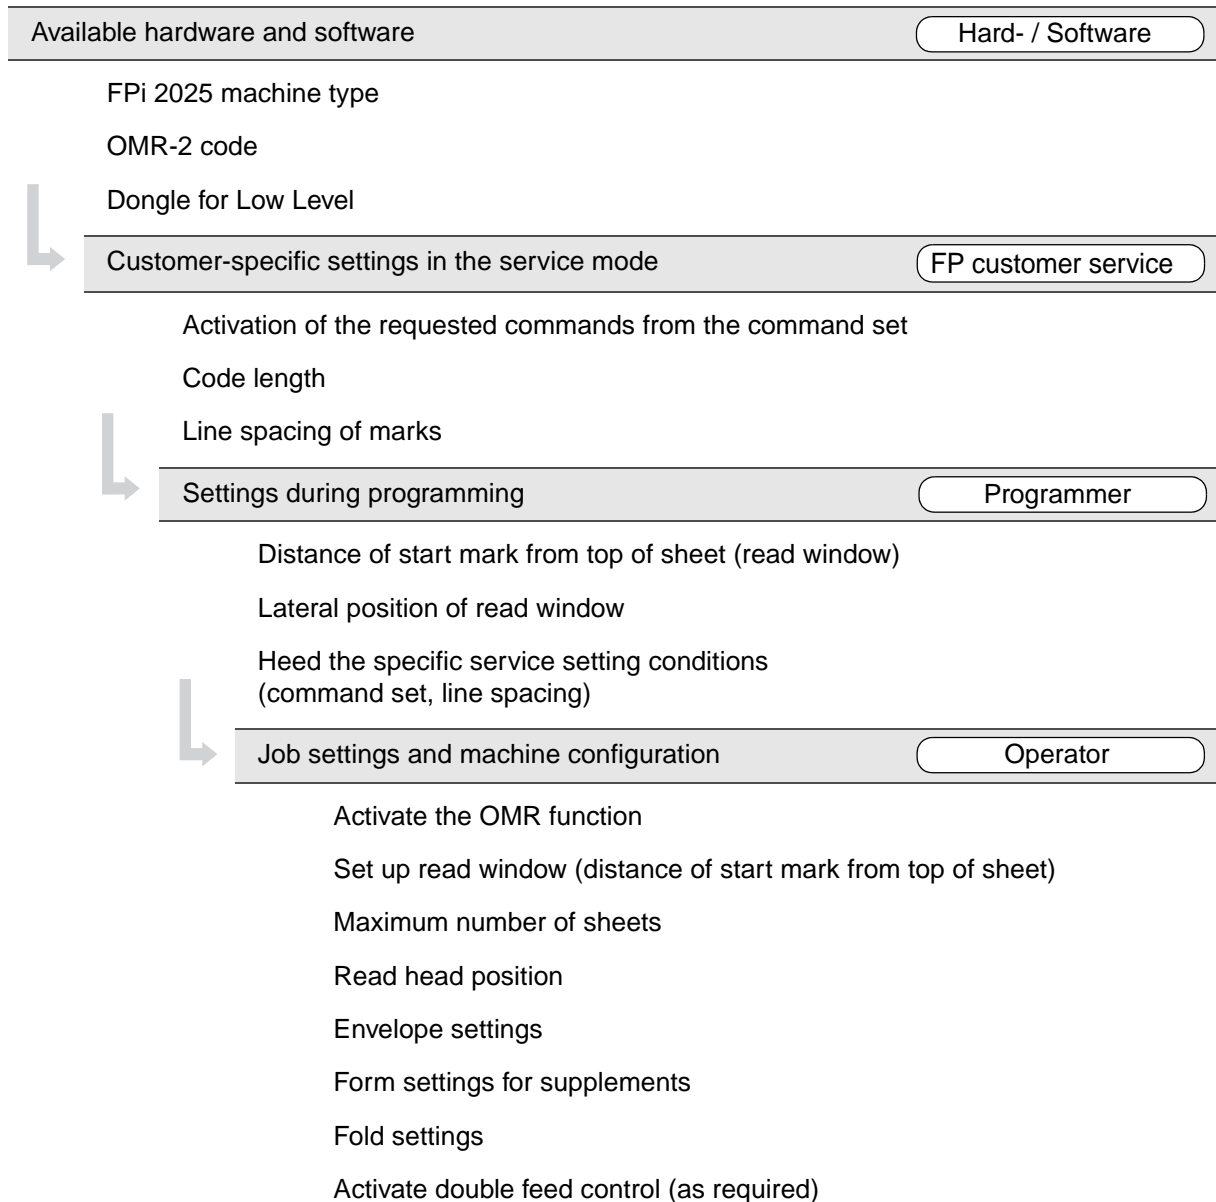 Available hardware and software Hard- / Software
FPi 2025 machine type
OMR-2 code
Dongle for Low Level
Customer-specific settings in the service mode FP customer service
Activation of the requested commands from the command set
Code length
Line spacing of marks
Settings during programming Programmer
Distance of start mark from top of sheet (read window)
Lateral position of read window
Heed the specific service setting conditions
(command set, line spacing)
Job settings and machine configuration Operator
Activate the OMR function
Set up read window (distance of start mark from top of sheet)
Maximum number of sheets
Read head position
Envelope settings
Form settings for supplements
Fold settings
Activate double feed control (as required)